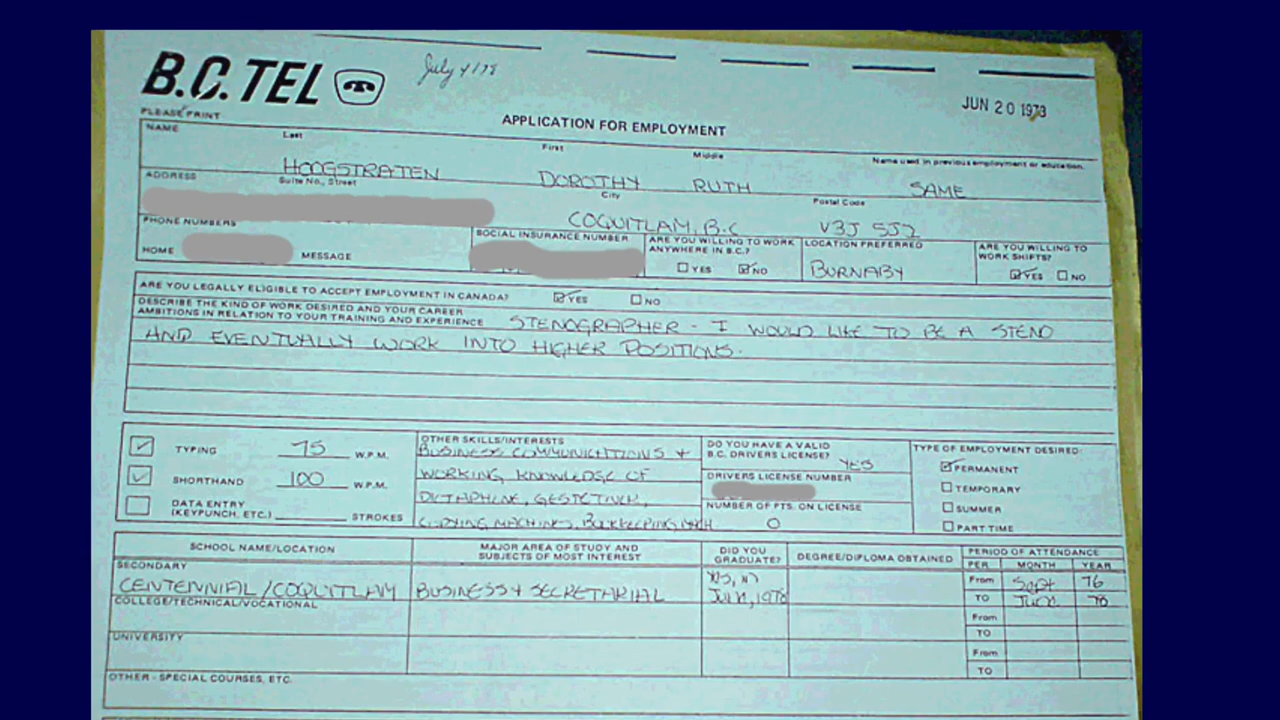 B.C. TEL
July 4/78
JUN 20 1978
PLEASE PRINT
APPLICATION FOR EMPLOYMENT
NAME Last First Middle Name used in previous employment or education.
HOOGSTRATEN DOROTHY RUTH SAME
ADDRESS Suite No., Street City Postal Code
COQUITLAM, B.C V3J 5J2
PHONE NUMBERS SOCIAL INSURANCE NUMBER ARE YOU WILLING TO WORK ANYWHERE IN B.C.? LOCATION PREFERRED ARE YOU WILLING TO WORK SHIFTS?
HOME MESSAGE YES NO BURNABY YES NO
ARE YOU LEGALLY ELIGIBLE TO ACCEPT EMPLOYMENT IN CANADA? YES NO
DESCRIBE THE KIND OF WORK DESIRED AND YOUR CAREER
AMBITIONS IN RELATION TO YOUR TRAINING AND EXPERIENCE STENOGRAPHER - I WOULD LIKE TO BE A STENO
AND EVENTUALLY WORK INTO HIGHER POSITIONS.
TYPING 75 W.P.M.
SHORTHAND 100 W.P.M.
DATA ENTRY
(KEYPUNCH, ETC.) STROKES
OTHER SKILLS/INTERESTS
BUSINESS COMMUNICATIONS +
WORKING KNOWLEDGE OF
DICTAPHONE, GESTETNER,
COPYING MACHINES, BOOKKEEPING MACH
DO YOU HAVE A VALID
B.C. DRIVERS LICENSE? YES
DRIVERS LICENSE NUMBER
NUMBER OF PTS. ON LICENSE
0
TYPE OF EMPLOYMENT DESIRED:
PERMANENT
TEMPORARY
SUMMER
PART TIME
SCHOOL NAME/LOCATION MAJOR AREA OF STUDY AND SUBJECTS OF MOST INTEREST DID YOU GRADUATE? DEGREE/DIPLOMA OBTAINED PERIOD OF ATTENDANCE
PER. MONTH YEAR
SECONDARY
CENTENNIAL/COQUITLAM BUSINESS + SECRETARIAL YES, IN From Sept 76
June, 1978 TO June 78
COLLEGE/TECHNICAL/VOCATIONAL From
TO
UNIVERSITY From
TO
OTHER - SPECIAL COURSES, ETC.